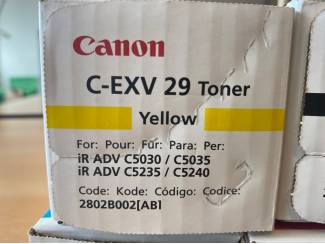 Canon
C-EXV 29 Toner
Yellow
For: Pour: Für: Para: Per:
iR ADV C5030 / C5035
iR ADV C5235 / C5240
Code: Kode: Código: Codice:
2802B002[AB]